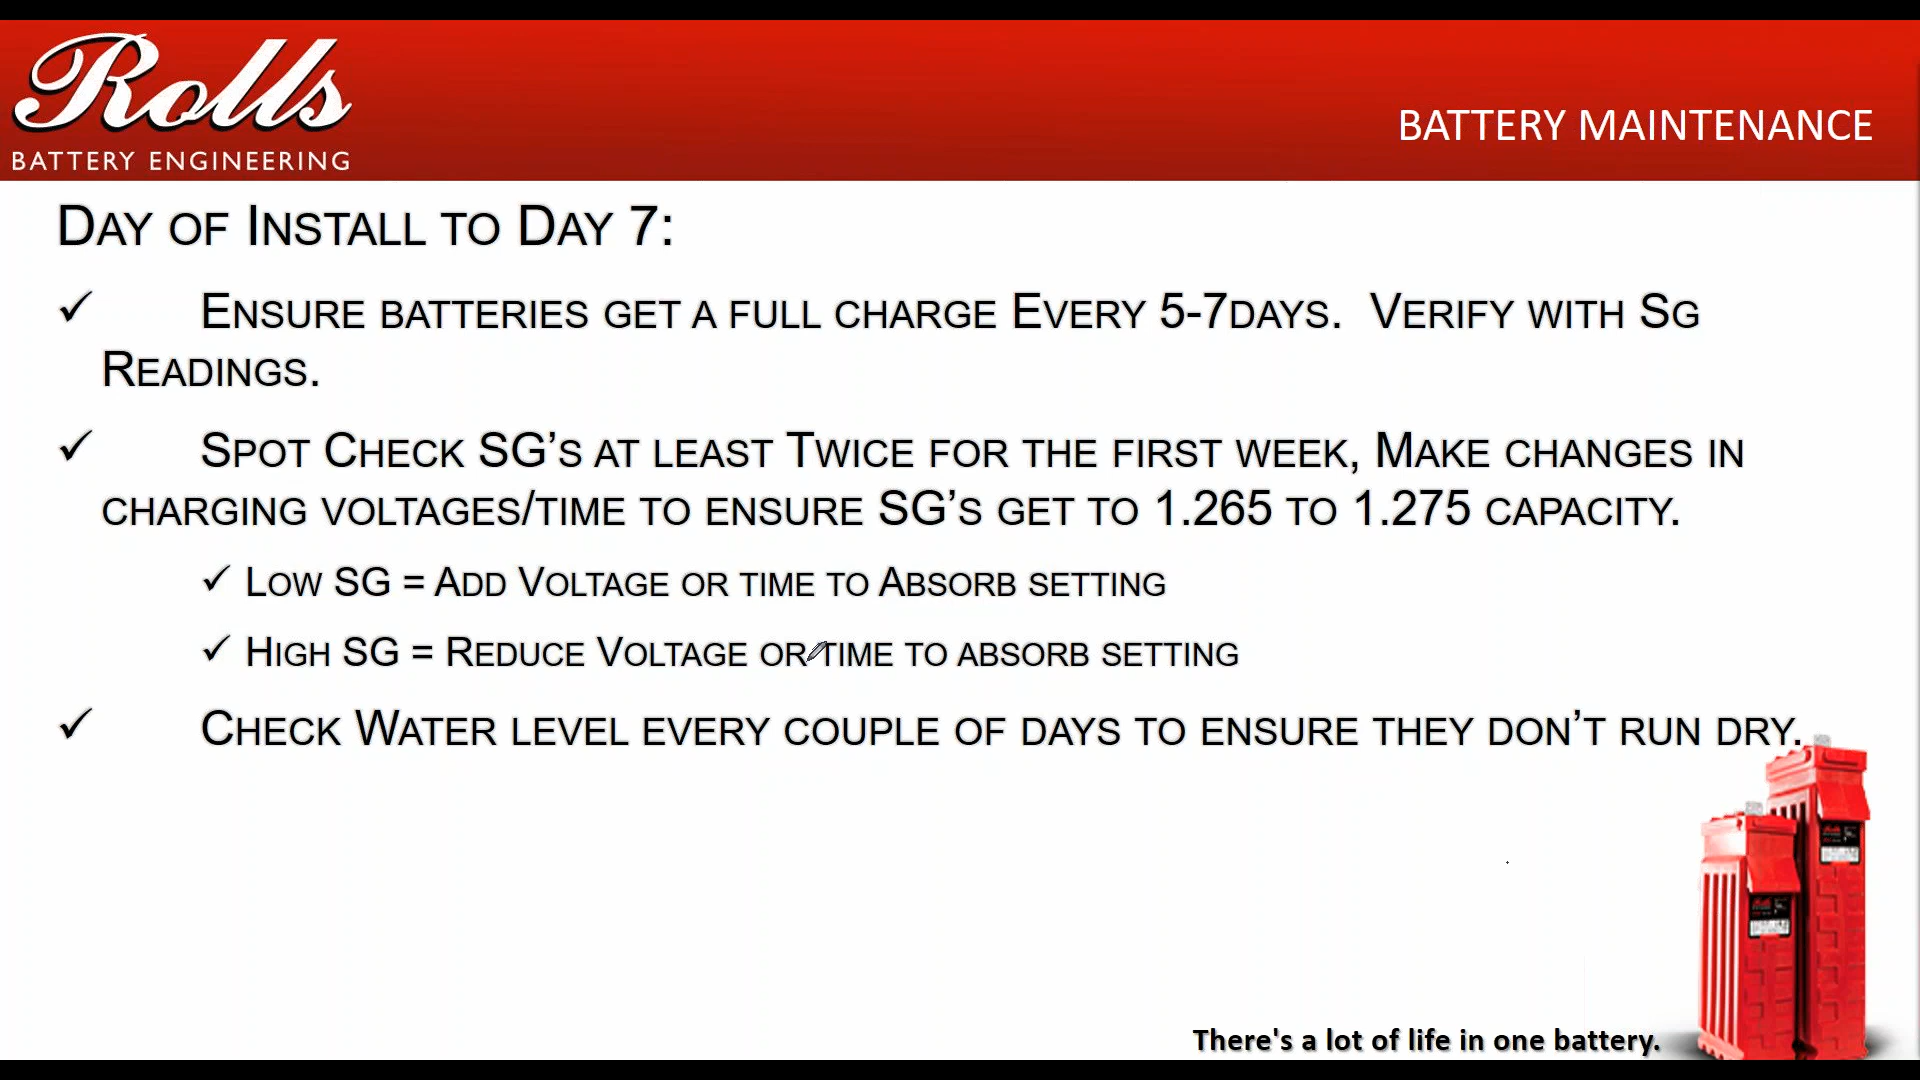 Rolls
BATTERY ENGINEERING
BATTERY MAINTENANCE
DAY OF INSTALL TO DAY 7:
✓ ENSURE BATTERIES GET A FULL CHARGE EVERY 5-7DAYS. VERIFY WITH SG
READINGS.
✓ SPOT CHECK SG’S AT LEAST TWICE FOR THE FIRST WEEK, MAKE CHANGES IN
CHARGING VOLTAGES/TIME TO ENSURE SG’S GET TO 1.265 TO 1.275 CAPACITY.
✓ LOW SG = ADD VOLTAGE OR TIME TO ABSORB SETTING
✓ HIGH SG = REDUCE VOLTAGE OR TIME TO ABSORB SETTING
✓ CHECK WATER LEVEL EVERY COUPLE OF DAYS TO ENSURE THEY DON’T RUN DRY.
There's a lot of life in one battery.